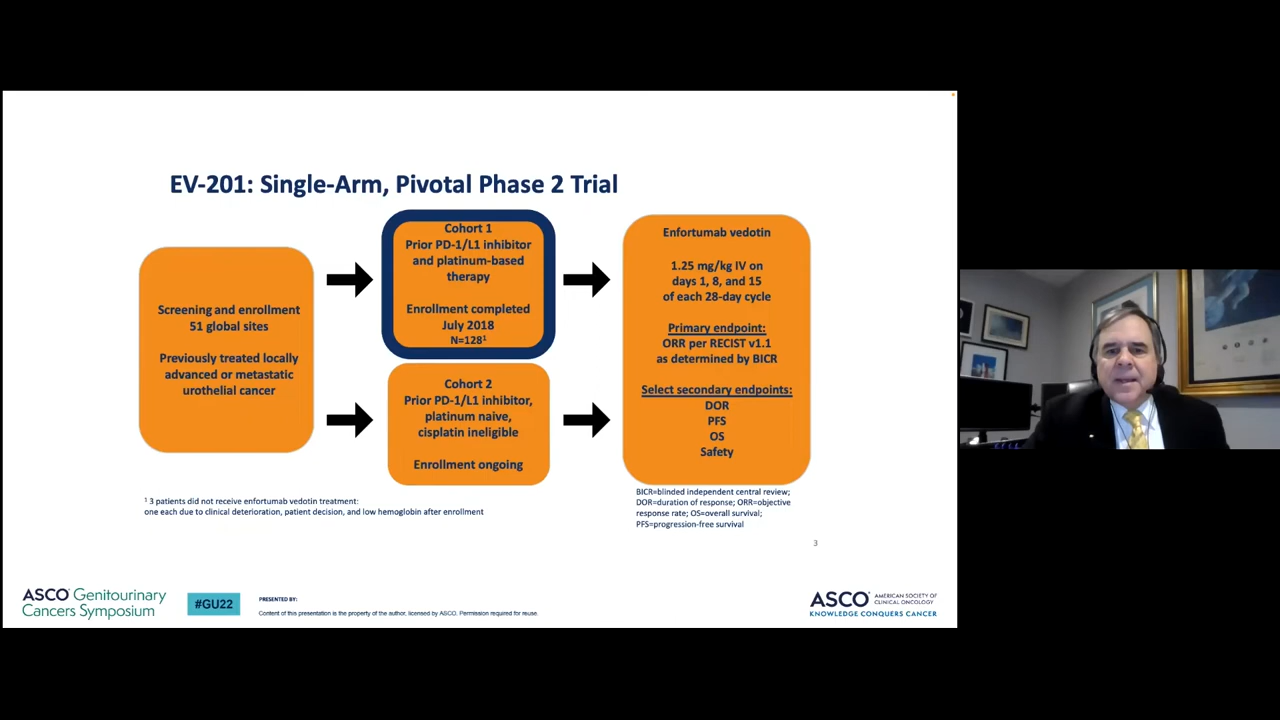 EV-201: Single-Arm, Pivotal Phase 2 Trial
Screening and enrollment
51 global sites
Previously treated locally
advanced or metastatic
urothelial cancer
Cohort 1
Prior PD-1/L1 inhibitor
and platinum-based
therapy
Enrollment completed
July 2018
N=128¹
Cohort 2
Prior PD-1/L1 inhibitor,
platinum naive,
cisplatin ineligible
Enrollment ongoing
Enfortumab vedotin
1.25 mg/kg IV on
days 1, 8, and 15
of each 28-day cycle
Primary endpoint:
ORR per RECIST v1.1
as determined by BICR
Select secondary endpoints:
DOR
PFS
OS
Safety
¹ 3 patients did not receive enfortumab vedotin treatment:
one each due to clinical deterioration, patient decision, and low hemoglobin after enrollment
BICR=blinded independent central review;
DOR=duration of response; ORR=objective
response rate; OS=overall survival;
PFS=progression-free survival
3
ASCO Genitourinary
Cancers Symposium
#GU22
PRESENTED BY:
Content of this presentation is the property of the author, licensed by ASCO. Permission required for reuse.
ASCO AMERICAN SOCIETY OF
CLINICAL ONCOLOGY
KNOWLEDGE CONQUERS CANCER